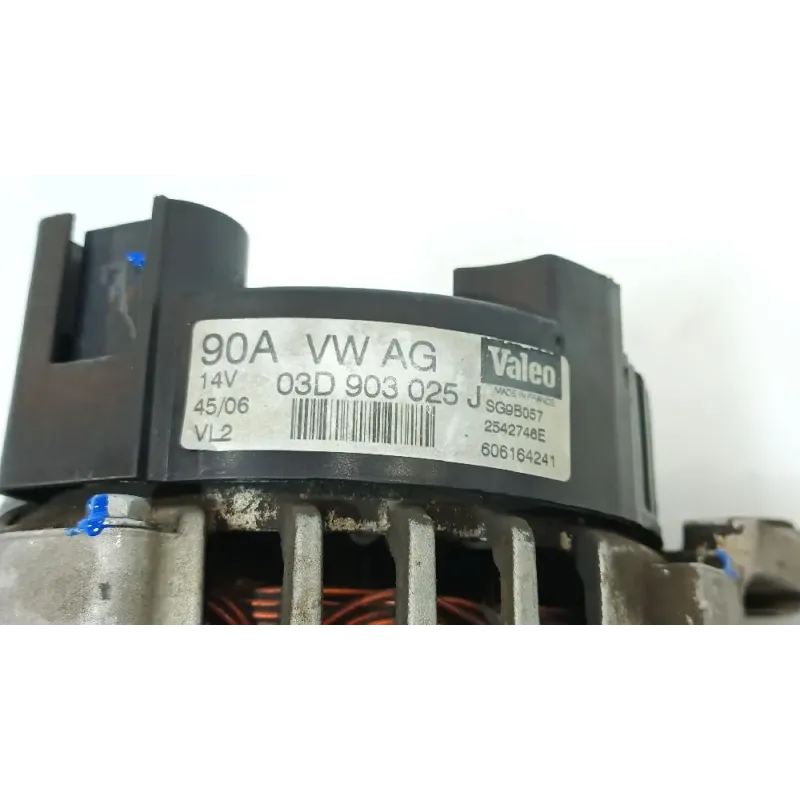 90A VW AG
14V 03D 903 025 J
45/06
VL2
Valeo
MADE IN FRANCE
SG9B057
2542746E
606164241